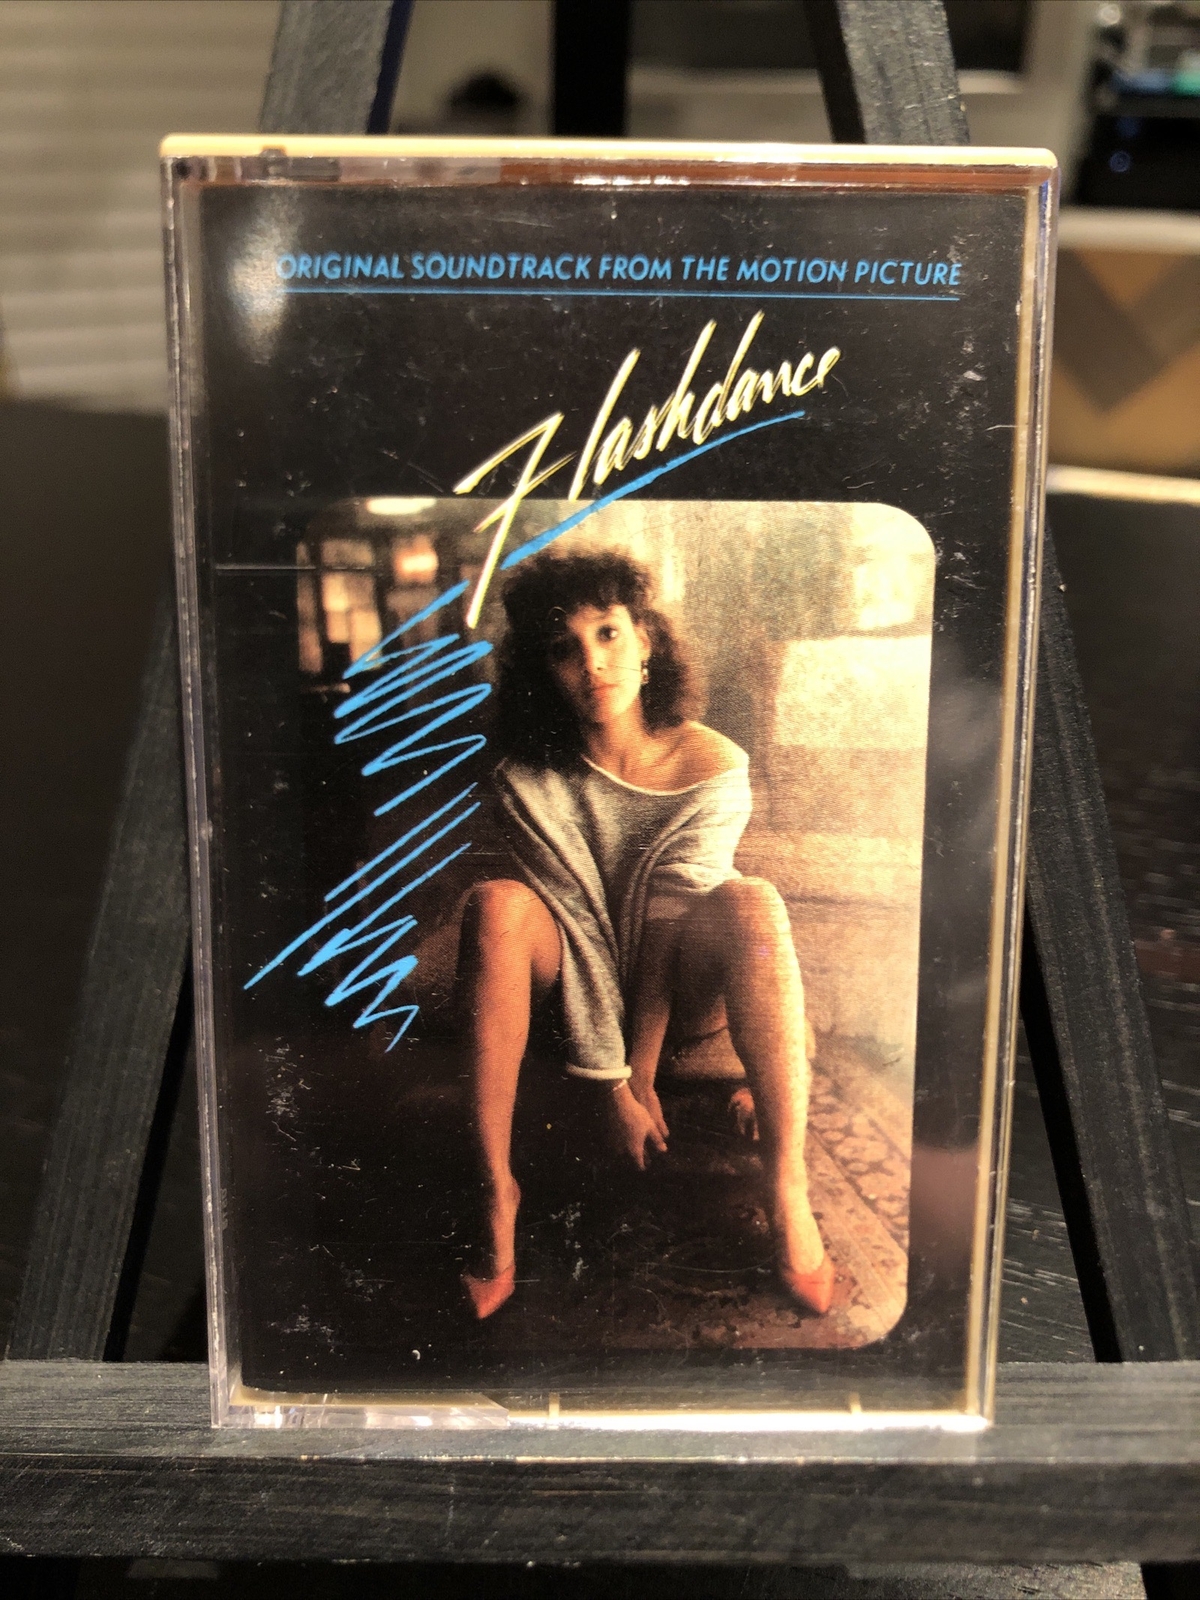 ORIGINAL SOUNDTRACK FROM THE MOTION PICTURE
Flashdance